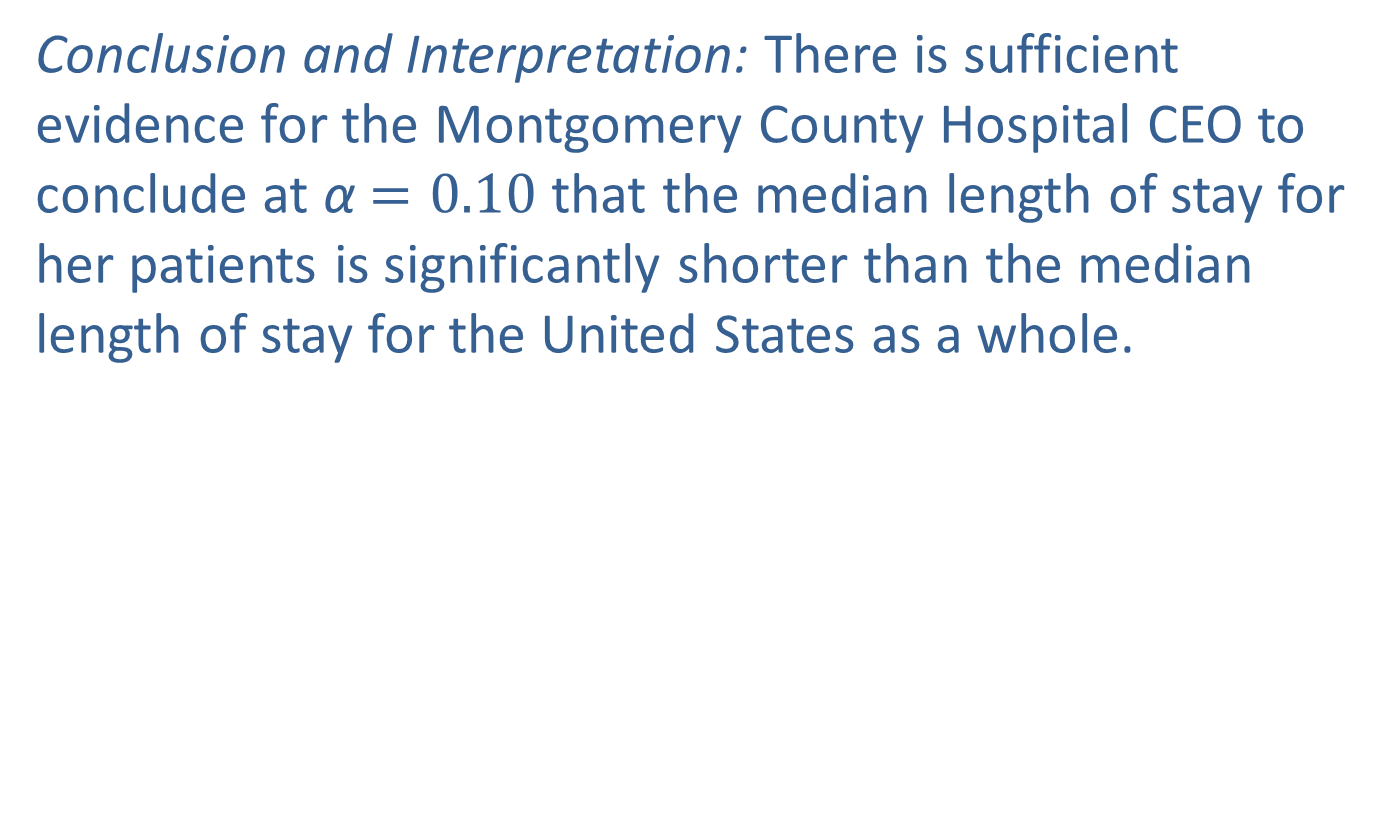 Conclusion and Interpretation: There is sufficient
evidence for the Montgomery County Hospital CEO to
conclude at α = 0.10 that the median length of stay for
her patients is significantly shorter than the median
length of stay for the United States as a whole.